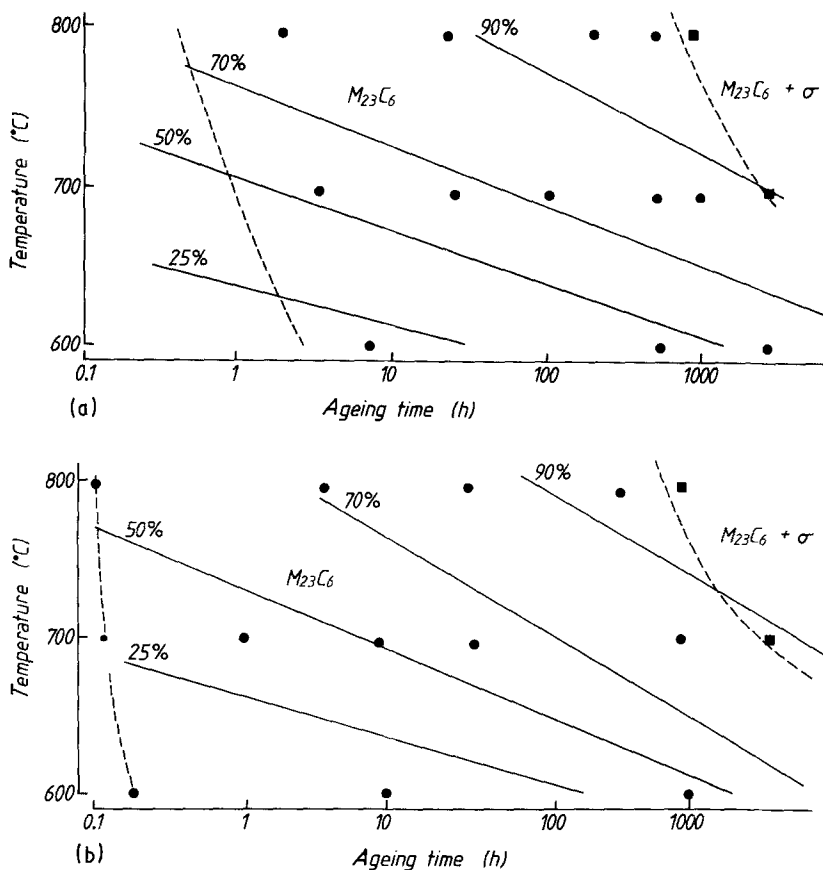 800
90%
70%
M23C6
M23C6 + σ
50%
700
25%
600
Temperature (°C)
0.1
1
10
100
1000
(a)
Ageing time (h)
800
90%
70%
50%
M23C6 + σ
M23C6
700
25%
600
Temperature (°C)
0.1
1
10
100
1000
(b)
Ageing time (h)